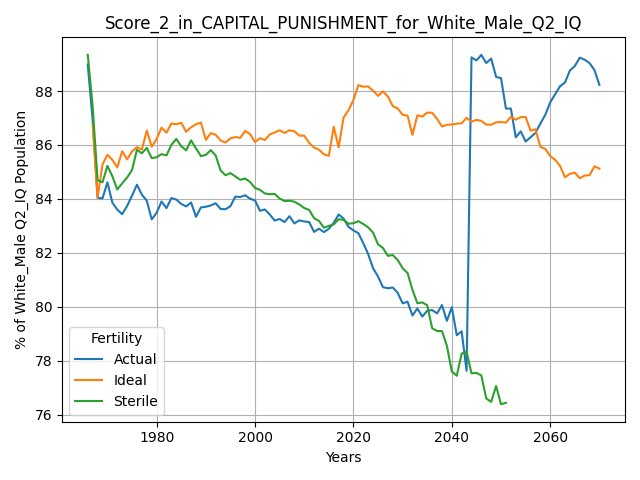 Score_2_in_CAPITAL_PUNISHMENT_for_White_Male_Q2_IQ
% of White_Male Q2_IQ Population
88
86
84
82
80
78
76
Fertility
Actual
Ideal
Sterile
1980
2000
2020
2040
2060
Years